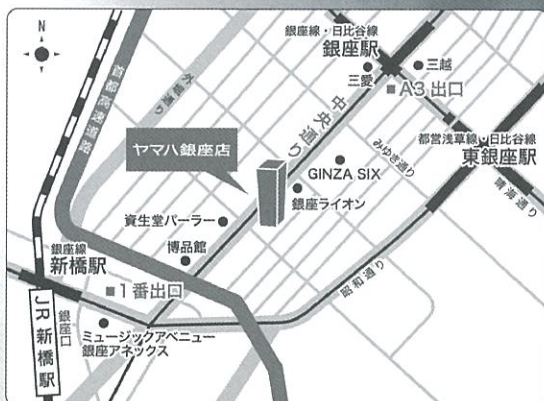 N
銀座線・日比谷線
銀座駅
三越
三愛
A3 出口
外堀通り
首都高速道路
中央通り
ヤマハ銀座店
みゆき通り
都営浅草線・日比谷線
東銀座駅
GINZA SIX
晴海通り
銀座ライオン
資生堂パーラー
博品館
銀座線
新橋駅
昭和通り
1番出口
銀座口
JR 新橋駅
ミュージックアベニュー
銀座アネックス